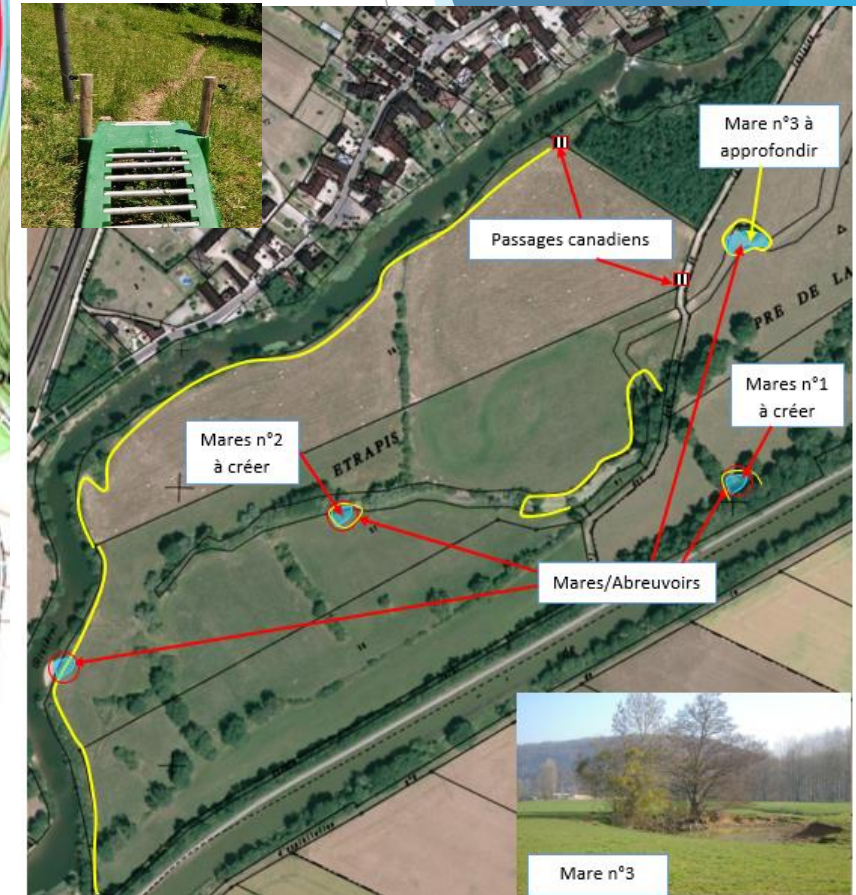 Mare n°3 à
approfondir
Passages canadiens
PRE DE LA
Mares n°1
à créer
Mares n°2
à créer
ETRAPIS
Mares/Abreuvoirs
Mare n°3